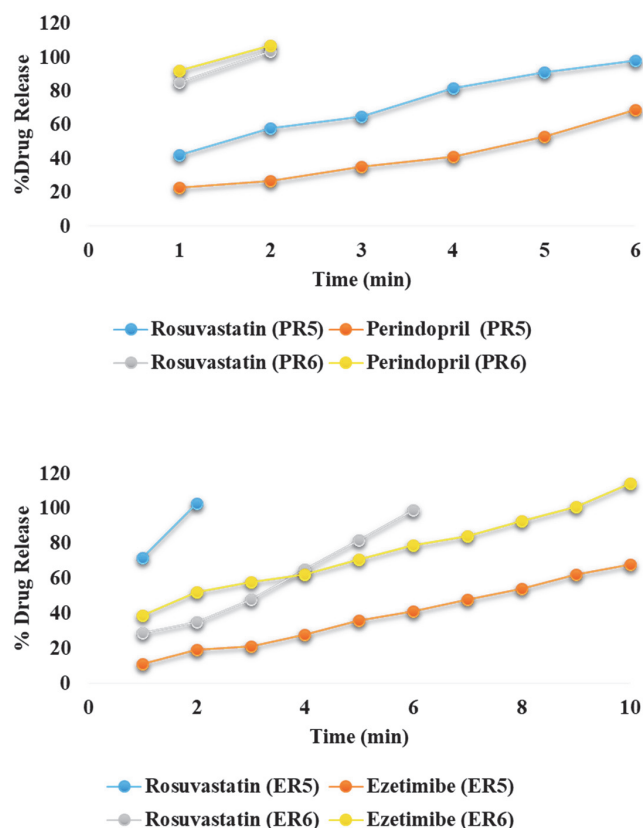 120
100
80
60
40
20
0
%Drug Release
0 1 2 3 4 5 6
Time (min)
Rosuvastatin (PR5) Perindopril (PR5)
Rosuvastatin (PR6) Perindopril (PR6)
120
100
80
60
40
20
0
% Drug Release
0 2 4 6 8 10
Time (min)
Rosuvastatin (ER5) Ezetimibe (ER5)
Rosuvastatin (ER6) Ezetimibe (ER6)